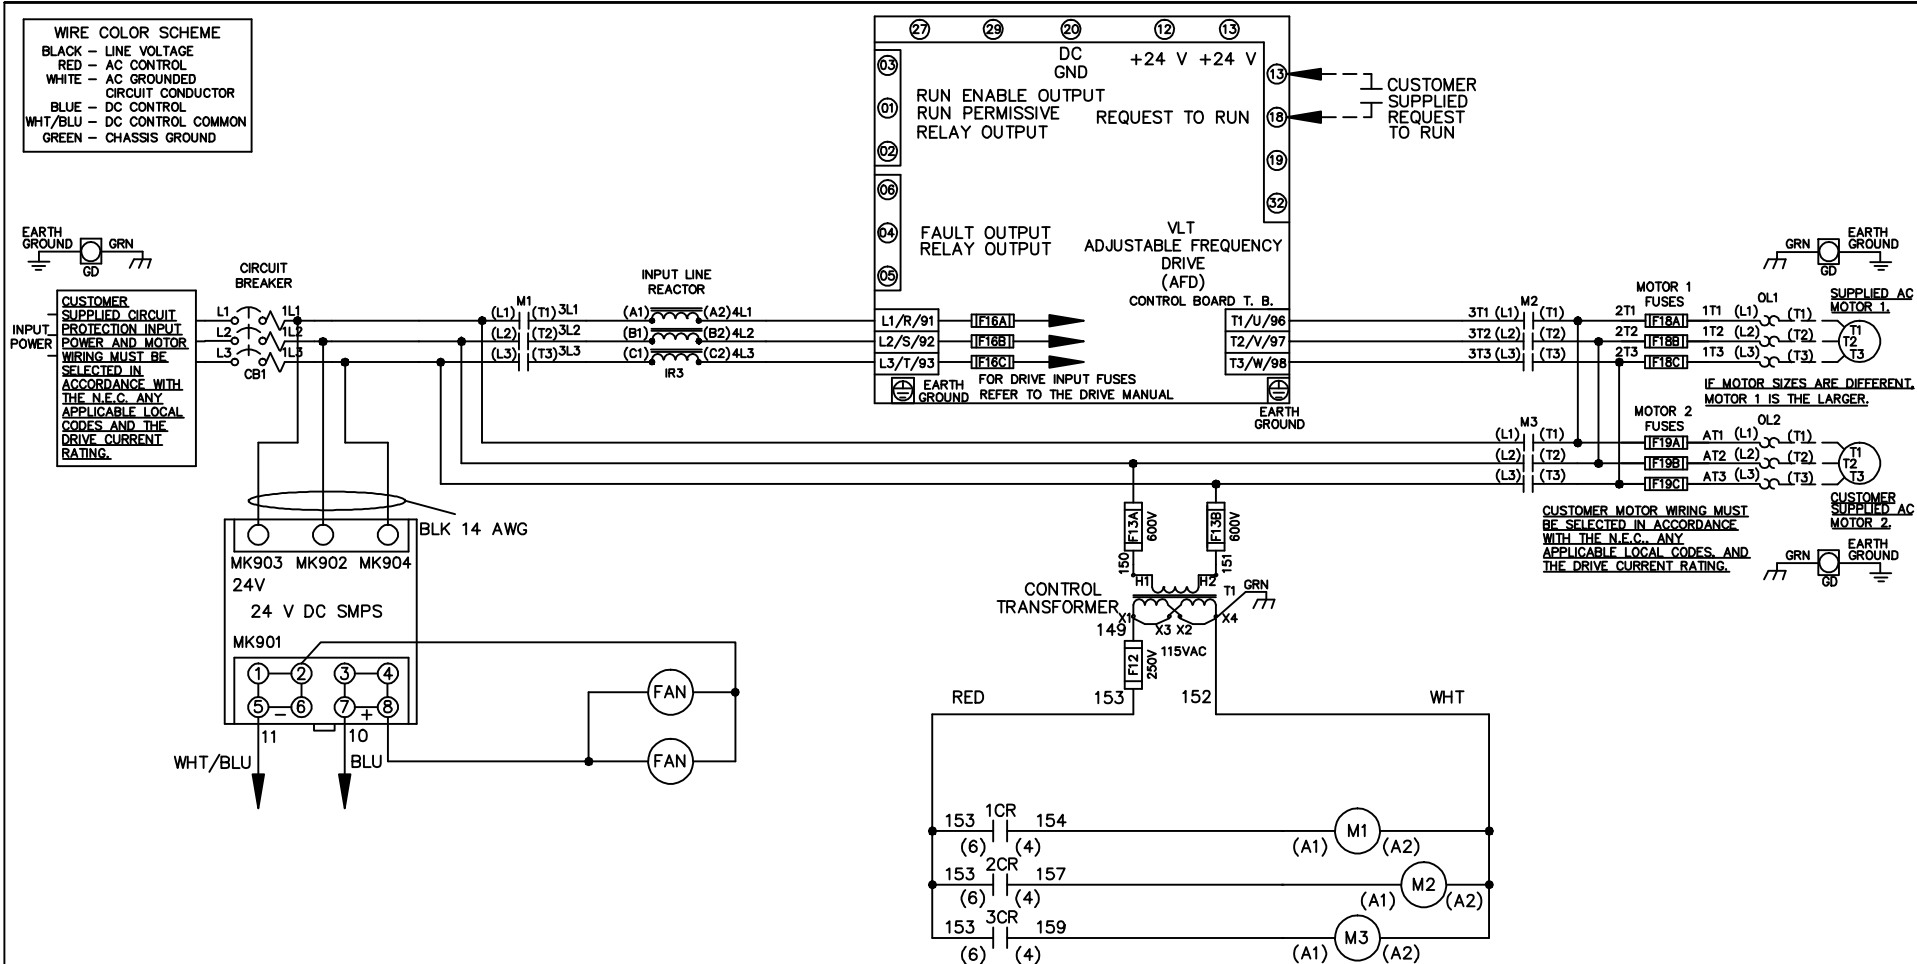 WIRE COLOR SCHEME
BLACK – LINE VOLTAGE
RED – AC CONTROL
WHITE – AC GROUNDED
CIRCUIT CONDUCTOR
BLUE – DC CONTROL
WHT/BLU – DC CONTROL COMMON
GREEN – CHASSIS GROUND
27 29 20 12 13
DC
GND
+24 V +24 V
03
01
02
RUN ENABLE OUTPUT
RUN PERMISSIVE
RELAY OUTPUT
REQUEST TO RUN
13
18
19
32
CUSTOMER
SUPPLIED
REQUEST
TO RUN
06
04
05
FAULT OUTPUT
RELAY OUTPUT
VLT
ADJUSTABLE FREQUENCY
DRIVE
(AFD)
CONTROL BOARD T. B.
EARTH
GROUND
GRN
GD
CIRCUIT
BREAKER
INPUT
POWER
CUSTOMER
SUPPLIED CIRCUIT
PROTECTION INPUT
POWER AND MOTOR
WIRING MUST BE
SELECTED IN
ACCORDANCE WITH
THE N.E.C. ANY
APPLICABLE LOCAL
CODES AND THE
DRIVE CURRENT
RATING.
L1 1L1
L2 1L2
L3 1L3
CB1
M1
(L1) (T1) 3L1
(L2) (T2) 3L2
(L3) (T3) 3L3
INPUT LINE
REACTOR
(A1) (A2) 4L1
(B1) (B2) 4L2
(C1) (C2) 4L3
IR3
L1/R/91 F16A
L2/S/92 F16B
L3/T/93 F16C
EARTH
GROUND
FOR DRIVE INPUT FUSES
REFER TO THE DRIVE MANUAL
T1/U/96
T2/V/97
T3/W/98
EARTH
GROUND
M2
3T1 (L1) (T1)
3T2 (L2) (T2)
3T3 (L3) (T3)
MOTOR 1
FUSES
2T1 F18A 1T1 (L1) (T1)
2T2 F18B 1T2 (L2) (T2)
2T3 F18C 1T3 (L3) (T3)
OL1
GRN
GD
EARTH
GROUND
SUPPLIED AC
MOTOR 1.
T1
T2
T3
IF MOTOR SIZES ARE DIFFERENT,
MOTOR 1 IS THE LARGER.
M3
(L1) (T1)
(L2) (T2)
(L3) (T3)
MOTOR 2
FUSES
F19A AT1 (L1) (T1)
F19B AT2 (L2) (T2)
F19C AT3 (L3) (T3)
OL2
T1
T2
T3
CUSTOMER
SUPPLIED AC
MOTOR 2.
CUSTOMER MOTOR WIRING MUST
BE SELECTED IN ACCORDANCE
WITH THE N.E.C., ANY
APPLICABLE LOCAL CODES, AND
THE DRIVE CURRENT RATING.
GRN
GD
EARTH
GROUND
BLK 14 AWG
MK903 MK902 MK904
24V
24 V DC SMPS
MK901
1 2 3 4
5 – 6 7 + 8
11 10
WHT/BLU BLU
FAN
FAN
F13A 600V
F13B 600V
150 151
H1 H2
CONTROL
TRANSFORMER
T1 GRN
X1 X3 X2 X4
149
115VAC
F12 250V
RED 153 152 WHT
153 1CR 154 M1
(6) (4) (A1) (A2)
153 2CR 157 M2
(6) (4) (A1) (A2)
153 3CR 159 M3
(6) (4) (A1) (A2)